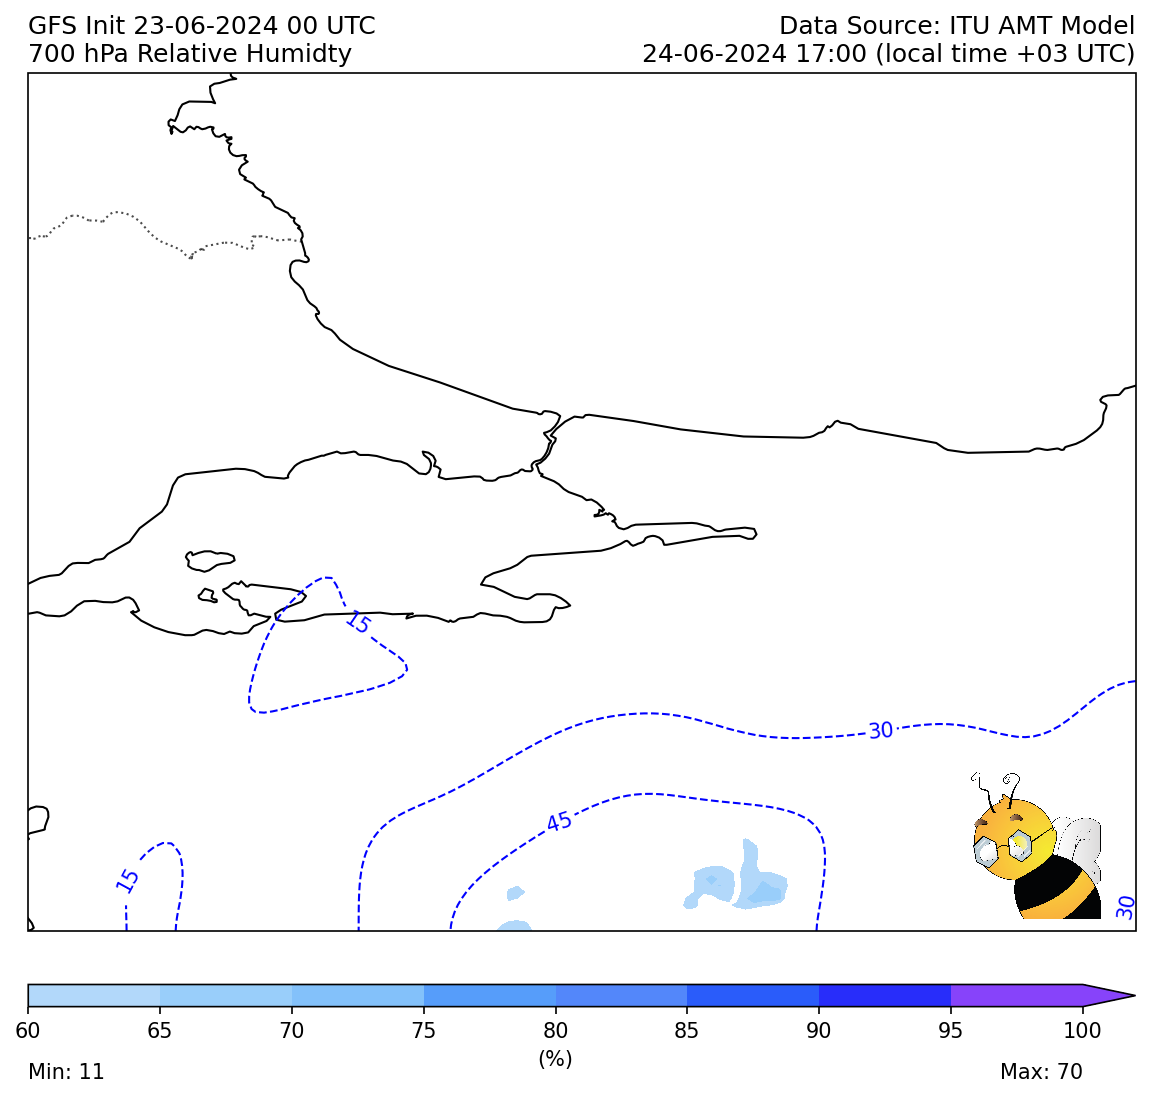 GFS Init 23-06-2024 00 UTC
Data Source: ITU AMT Model
700 hPa Relative Humidty
24-06-2024 17:00 (local time +03 UTC)
15
30
45
15
30
60 65 70 75 80 85 90 95 100
(%)
Min: 11
Max: 70